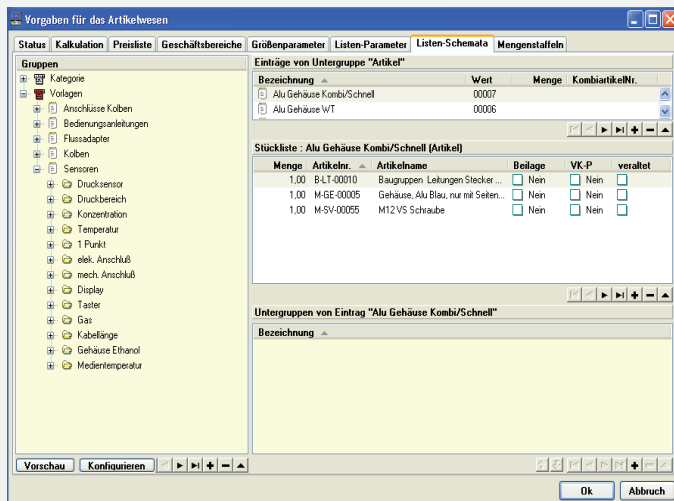 Vorgaben für das Artikelwesen
Status Kalkulation Preisliste Geschäftsbereiche Größenparameter Listen-Parameter Listen-Schemata Mengenstaffeln
Gruppen
Kategorie
Vorlagen
Anschlüsse Kolben
Bedienungsanleitungen
Flussadapter
Kolben
Sensoren
Drucksensor
Druckbereich
Konzentration
Temperatur
1 Punkt
elek. Anschluß
mech. Anschluß
Display
Taster
Gas
Kabellänge
Gehäuse Ethanol
Medientemperatur
Vorschau Konfigurieren
Einträge von Untergruppe "Artikel"
Bezeichnung Wert Menge KombiartikelNr.
Alu Gehäuse Kombi/Schnell 00007
Alu Gehäuse WT 00006
Stückliste : Alu Gehäuse Kombi/Schnell (Artikel)
Menge Artikelnr. Artikelname Beilage VK-P veraltet
1,00 B-LT-00010 Baugruppen Leitungen Stecker ... Nein Nein
1,00 M-GE-00005 Gehäuse, Alu Blau, nur mit Seiten... Nein Nein
1,00 M-SV-00055 M12 VS Schraube Nein Nein
Untergruppen von Eintrag "Alu Gehäuse Kombi/Schnell"
Bezeichnung
Ok Abbruch